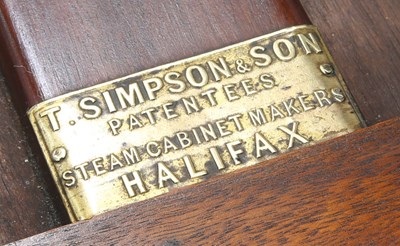 T. SIMPSON & SON
PATENTEES
STEAM·CABINET MAKERS
HALIFAX